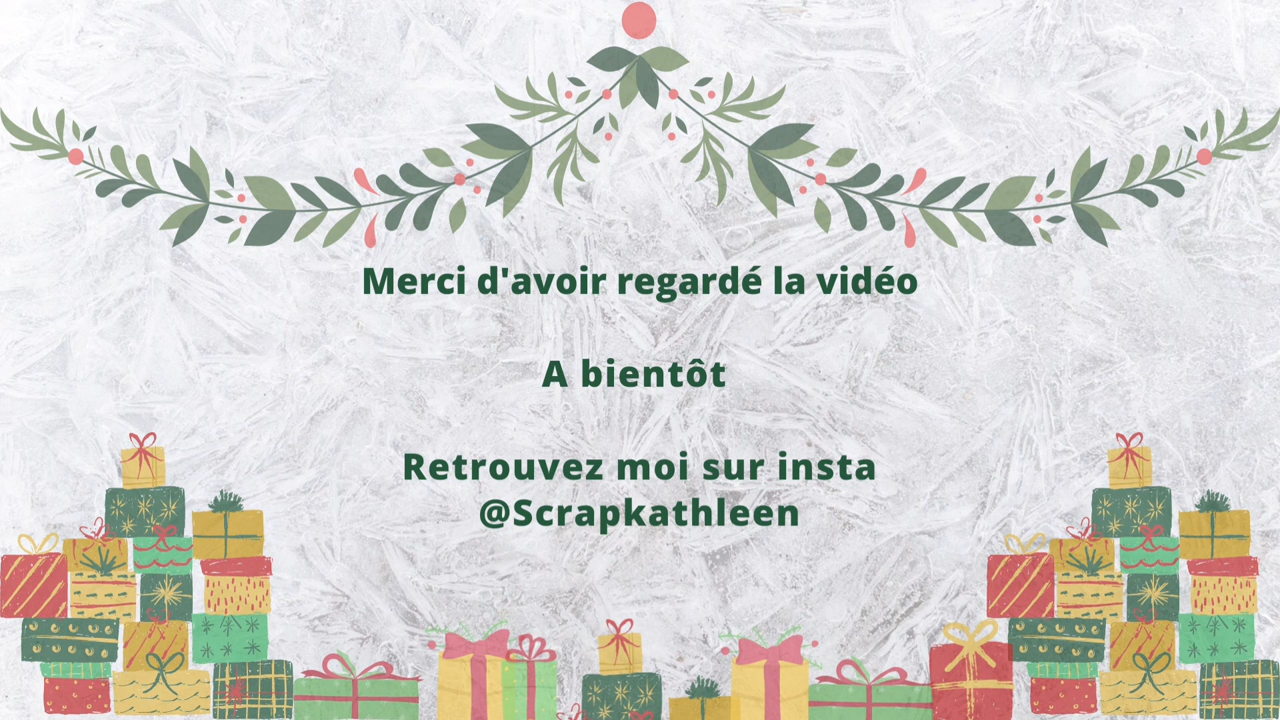 Merci d'avoir regardé la vidéo
A bientôt
Retrouvez moi sur insta
@Scrapkathleen